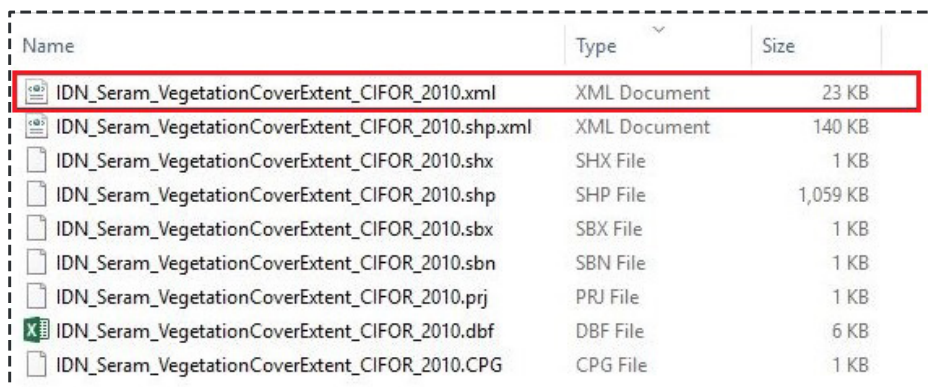 Name Type Size
IDN_Seram_VegetationCoverExtent_CIFOR_2010.xml XML Document 23 KB
IDN_Seram_VegetationCoverExtent_CIFOR_2010.shp.xml XML Document 140 KB
IDN_Seram_VegetationCoverExtent_CIFOR_2010.shx SHX File 1 KB
IDN_Seram_VegetationCoverExtent_CIFOR_2010.shp SHP File 1,059 KB
IDN_Seram_VegetationCoverExtent_CIFOR_2010.sbx SBX File 1 KB
IDN_Seram_VegetationCoverExtent_CIFOR_2010.sbn SBN File 1 KB
IDN_Seram_VegetationCoverExtent_CIFOR_2010.prj PRJ File 1 KB
IDN_Seram_VegetationCoverExtent_CIFOR_2010.dbf DBF File 6 KB
IDN_Seram_VegetationCoverExtent_CIFOR_2010.CPG CPG File 1 KB